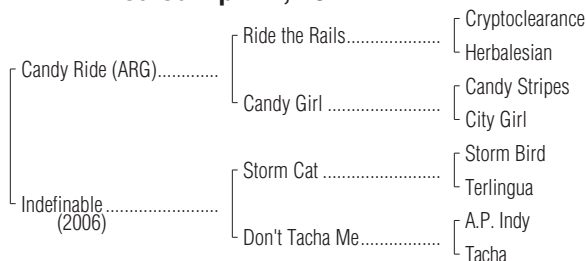 Cryptoclearance
Ride the Rails
Herbalesian
Candy Ride (ARG)
Candy Stripes
Candy Girl
City Girl
Storm Bird
Storm Cat
Terlingua
Indefinable
(2006)
A.P. Indy
Don't Tacha Me
Tacha